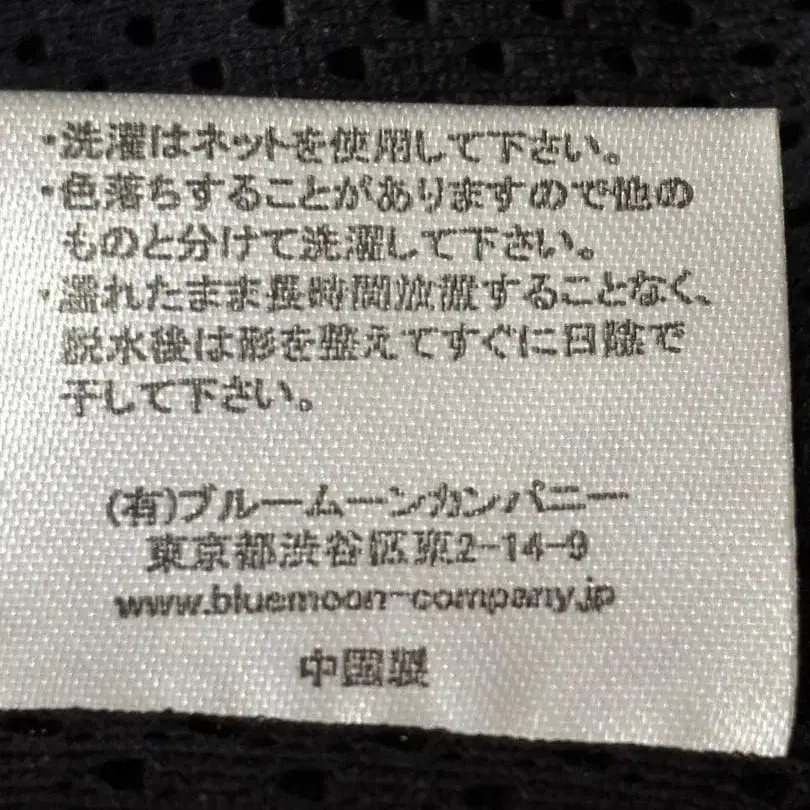 ・洗濯はネットを使用して下さい。
・色落ちすることがありますので他の
ものと分けて洗濯して下さい。
・濡れたまま長時間放置することなく、
脱水後は形を整えてすぐに日陰で
干して下さい。
(有)ブルームーンカンパニー
東京都渋谷区東2-14-9
www.bluemoon-company.jp
中国製